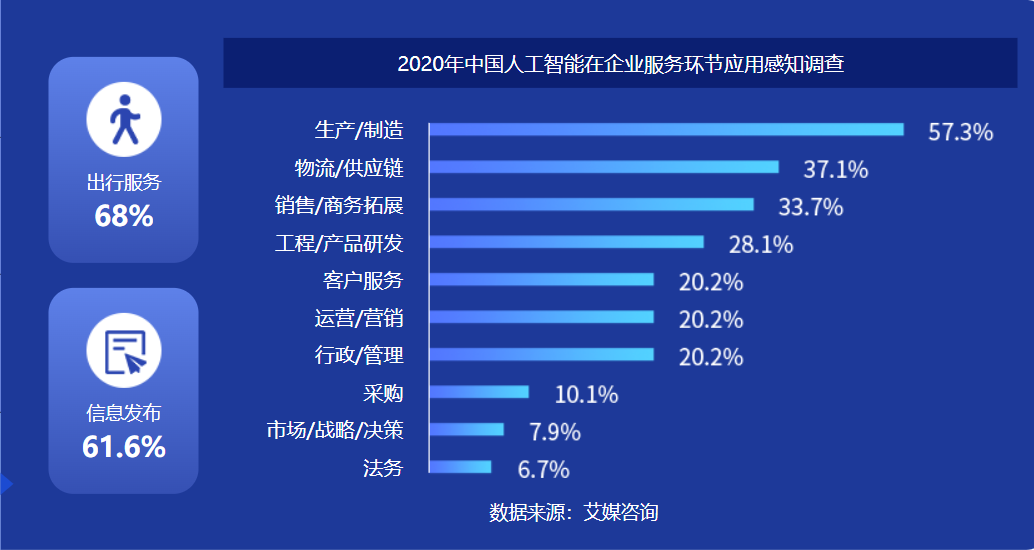 出行服务
68%
信息发布
61.6%
2020年中国人工智能在企业服务环节应用感知调查
生产/制造 57.3%
物流/供应链 37.1%
销售/商务拓展 33.7%
工程/产品研发 28.1%
客户服务 20.2%
运营/营销 20.2%
行政/管理 20.2%
采购 10.1%
市场/战略/决策 7.9%
法务 6.7%
数据来源：艾媒咨询